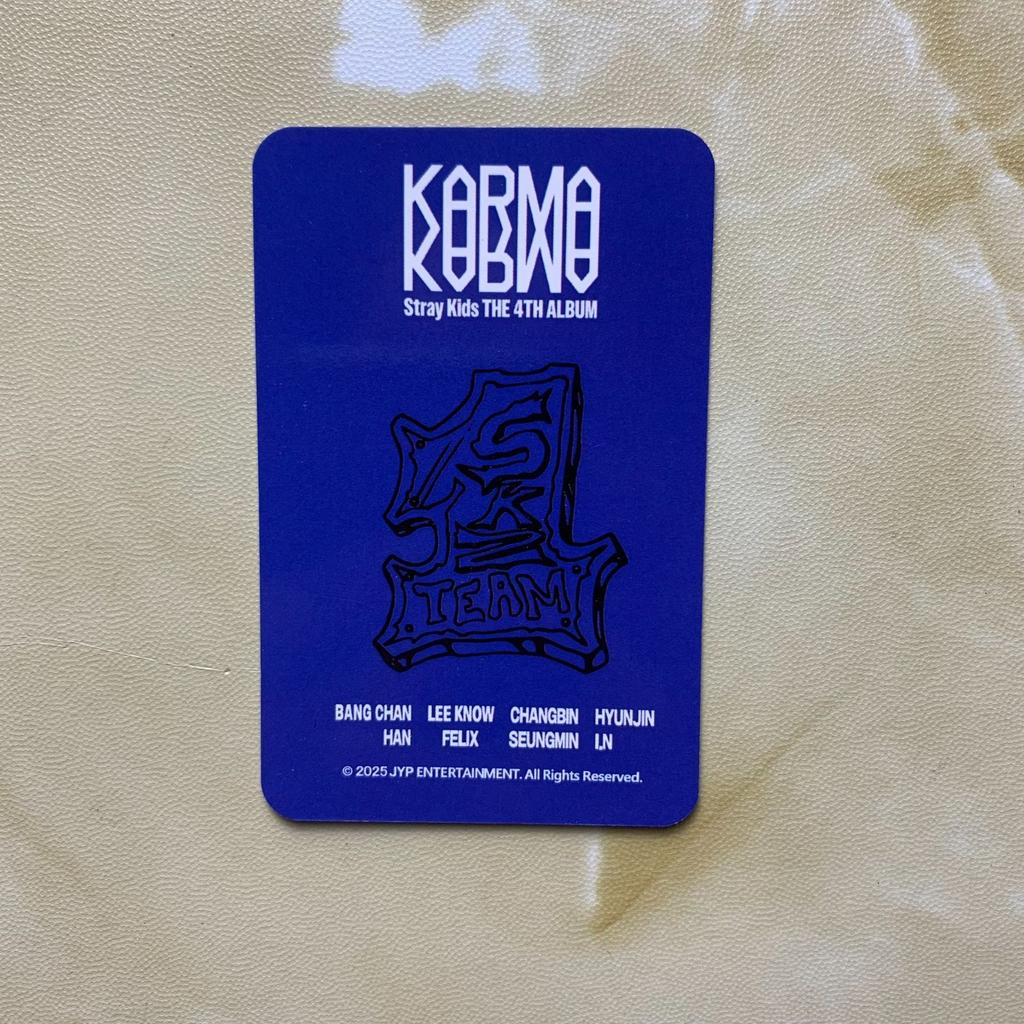 KARMA
Stray Kids THE 4TH ALBUM
SKZ
TEAM
BANG CHAN LEE KNOW CHANGBIN HYUNJIN
HAN FELIX SEUNGMIN I.N
© 2025 JYP ENTERTAINMENT. All Rights Reserved.